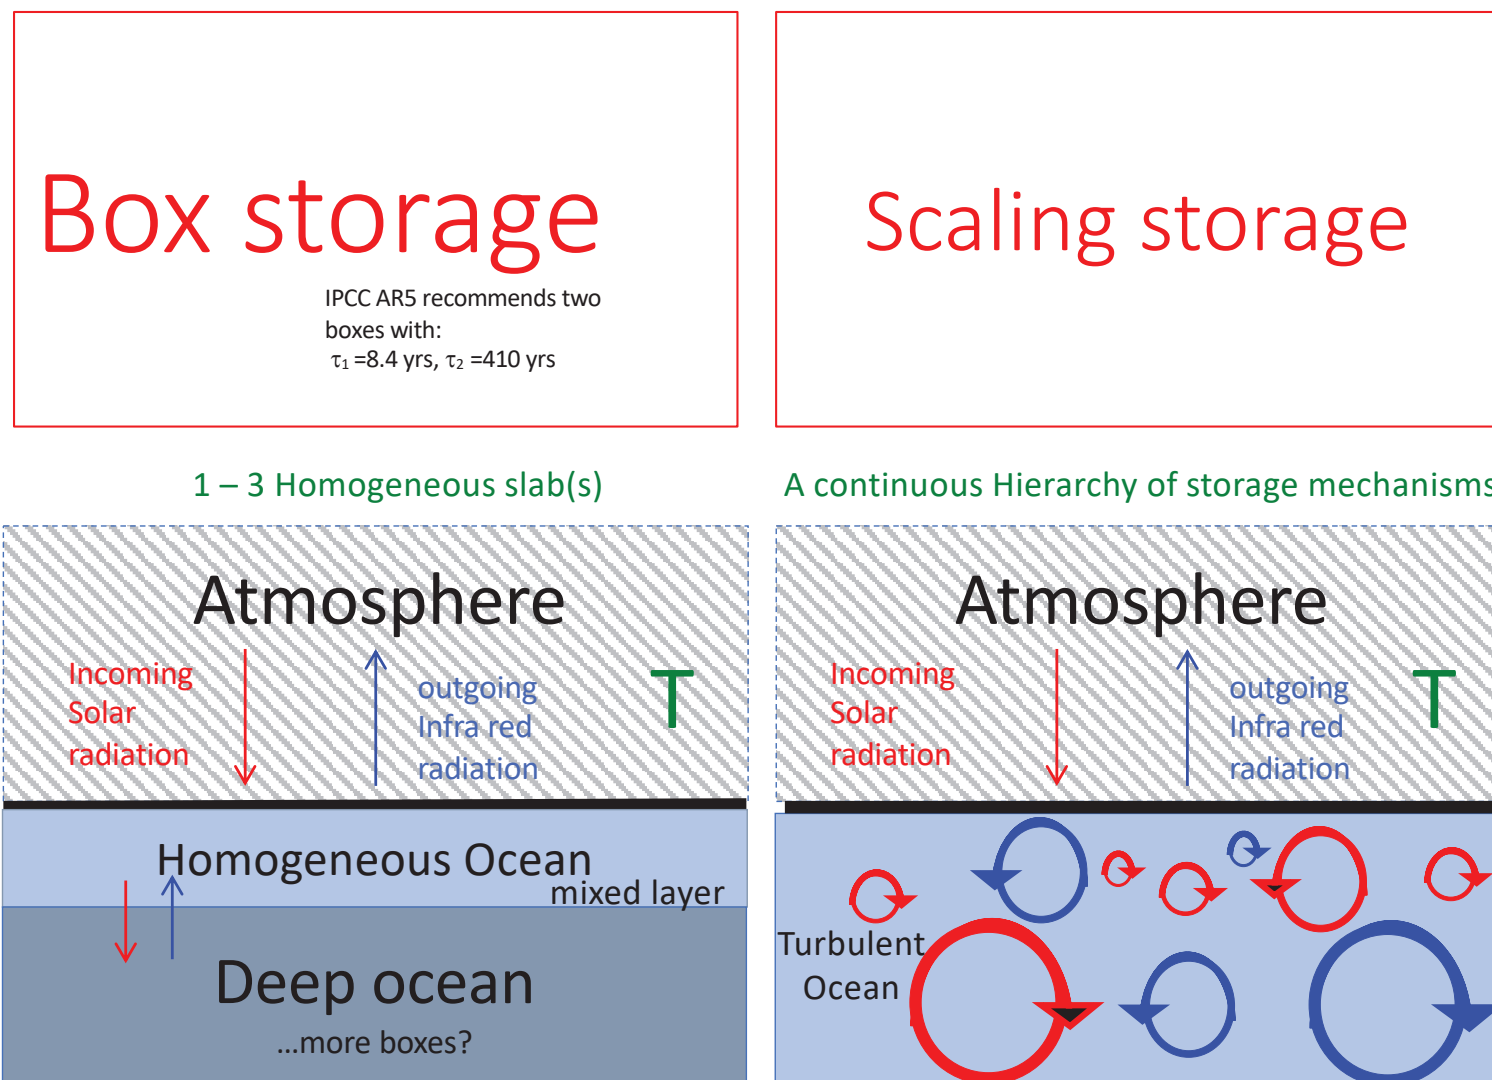 Box storage
IPCC AR5 recommends two
boxes with:
τ₁ =8.4 yrs, τ₂ =410 yrs
Scaling storage
1 – 3 Homogeneous slab(s)
A continuous Hierarchy of storage mechanisms
Atmosphere
Incoming
Solar
radiation
outgoing
Infra red
radiation
T
Homogeneous Ocean
mixed layer
Deep ocean
...more boxes?
Atmosphere
Incoming
Solar
radiation
outgoing
Infra red
radiation
T
Turbulent
Ocean